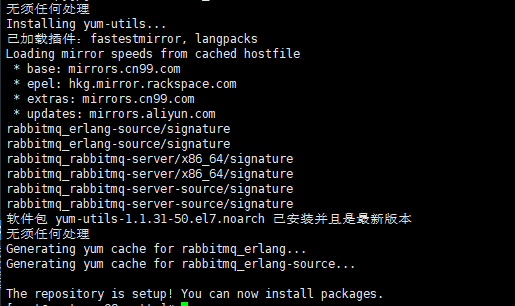 无须任何处理
Installing yum-utils...
已加载插件：fastestmirror, langpacks
Loading mirror speeds from cached hostfile
 * base: mirrors.cn99.com
 * epel: hkg.mirror.rackspace.com
 * extras: mirrors.cn99.com
 * updates: mirrors.aliyun.com
rabbitmq_erlang-source/signature
rabbitmq_erlang-source/signature
rabbitmq_rabbitmq-server/x86_64/signature
rabbitmq_rabbitmq-server/x86_64/signature
rabbitmq_rabbitmq-server-source/signature
rabbitmq_rabbitmq-server-source/signature
软件包 yum-utils-1.1.31-50.el7.noarch 已安装并且是最新版本
无须任何处理
Generating yum cache for rabbitmq_erlang...
Generating yum cache for rabbitmq_erlang-source...
The repository is setup! You can now install packages.